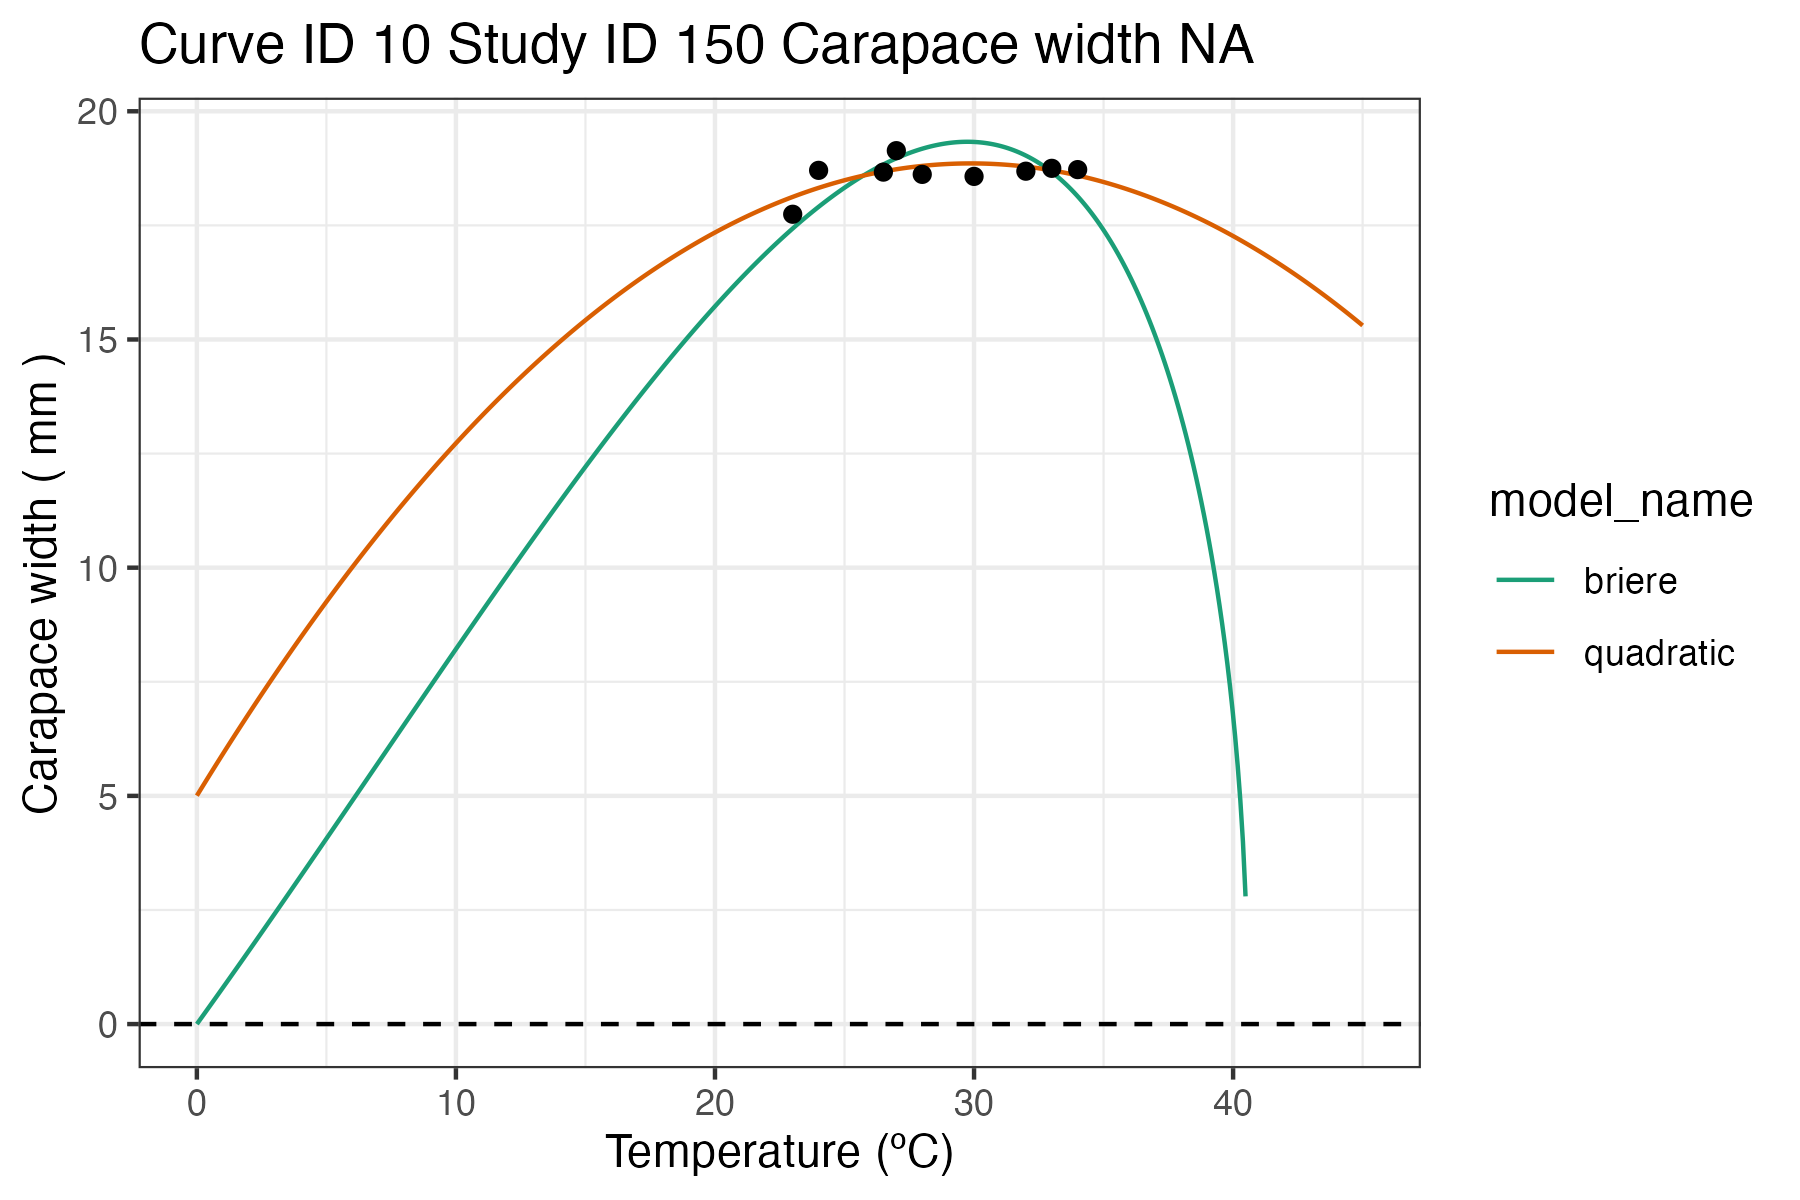 Curve ID 10 Study ID 150 Carapace width NA
20
15
10
5
0
Carapace width ( mm )
0 10 20 30 40
Temperature (ºC)
model_name
briere
quadratic